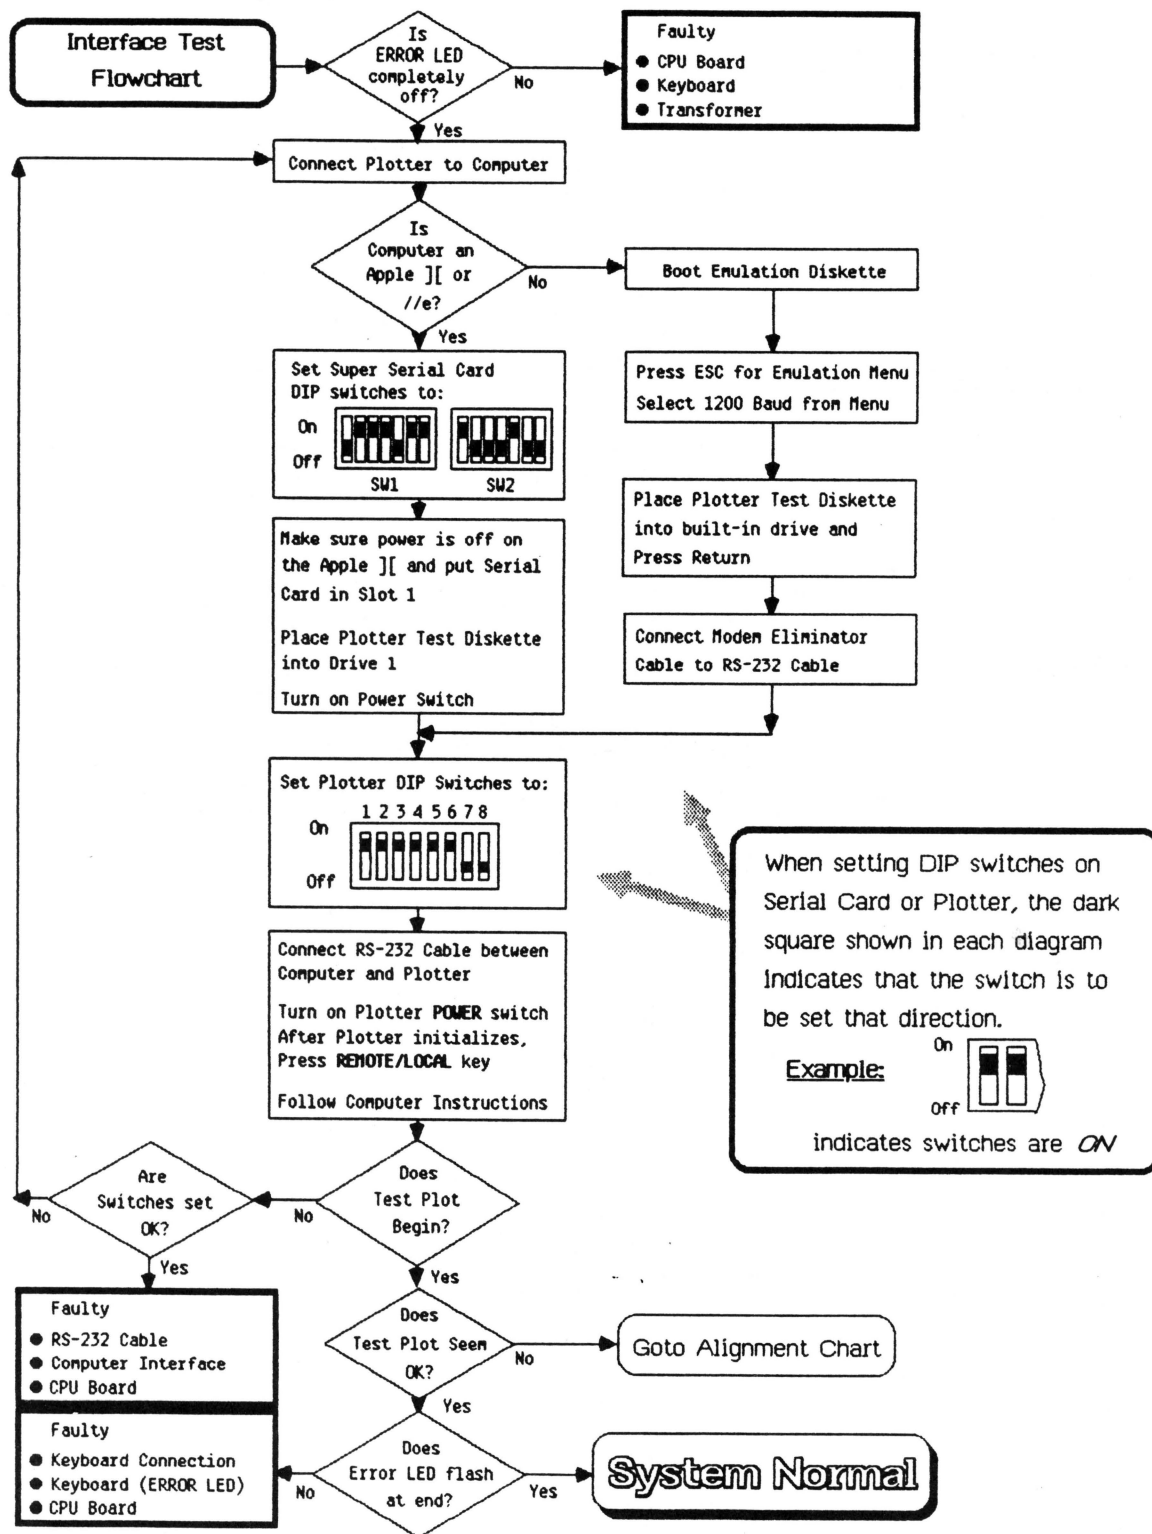 Interface Test
Flowchart
Is
ERROR LED
completely
off?
No
Yes
Faulty
● CPU Board
● Keyboard
● Transformer
Connect Plotter to Computer
Is
Computer an
Apple ][ or
//e?
No
Yes
Boot Emulation Diskette
Set Super Serial Card
DIP switches to:
On
Off
SW1
SW2
Press ESC for Emulation Menu
Select 1200 Baud from Menu
Place Plotter Test Diskette
into built-in drive and
Press Return
Make sure power is off on
the Apple ][ and put Serial
Card in Slot 1
Place Plotter Test Diskette
into Drive 1
Turn on Power Switch
Connect Modem Eliminator
Cable to RS-232 Cable
Set Plotter DIP Switches to:
1 2 3 4 5 6 7 8
On
Off
When setting DIP switches on
Serial Card or Plotter, the dark
square shown in each diagram
indicates that the switch is to
be set that direction.
Example:
On
Off
indicates switches are ON
Connect RS-232 Cable between
Computer and Plotter
Turn on Plotter POWER switch
After Plotter initializes,
Press REMOTE/LOCAL key
Follow Computer Instructions
Are
Switches set
OK?
No
Yes
Does
Test Plot
Begin?
No
Yes
Faulty
● RS-232 Cable
● Computer Interface
● CPU Board
Does
Test Plot Seem
OK?
No
Yes
Goto Alignment Chart
Faulty
● Keyboard Connection
● Keyboard (ERROR LED)
● CPU Board
Does
Error LED flash
at end?
No
Yes
System Normal